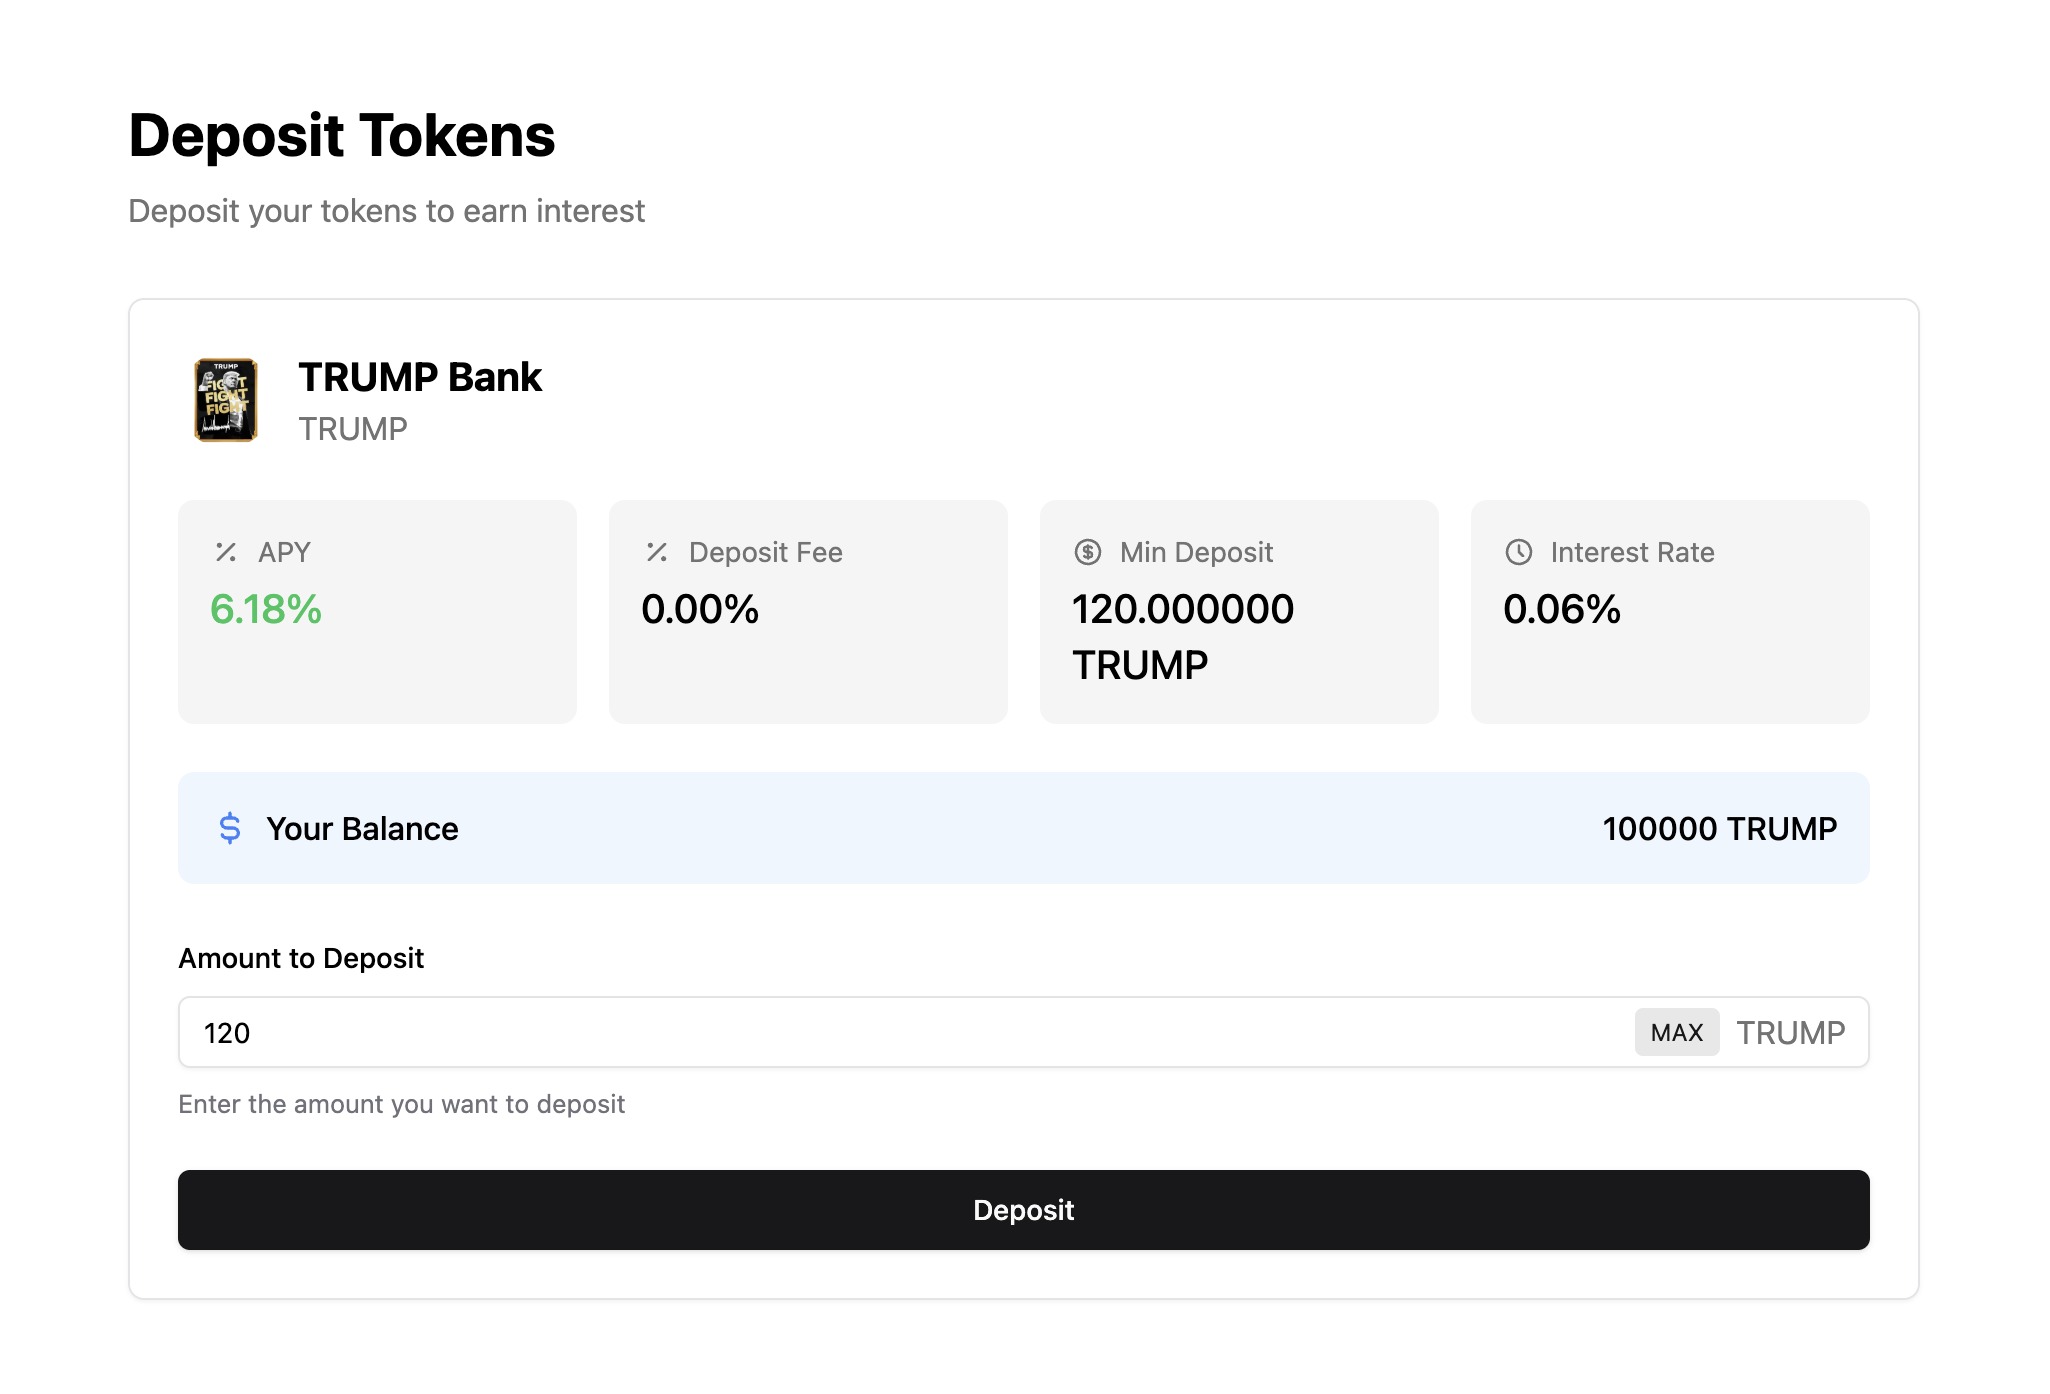 Deposit Tokens
Deposit your tokens to earn interest
TRUMP
FIGHT
FIGHT
FIGHT
TRUMP Bank
TRUMP
APY
6.18%
Deposit Fee
0.00%
Min Deposit
120.000000
TRUMP
Interest Rate
0.06%
$ Your Balance
100000 TRUMP
Amount to Deposit
120
MAX TRUMP
Enter the amount you want to deposit
Deposit